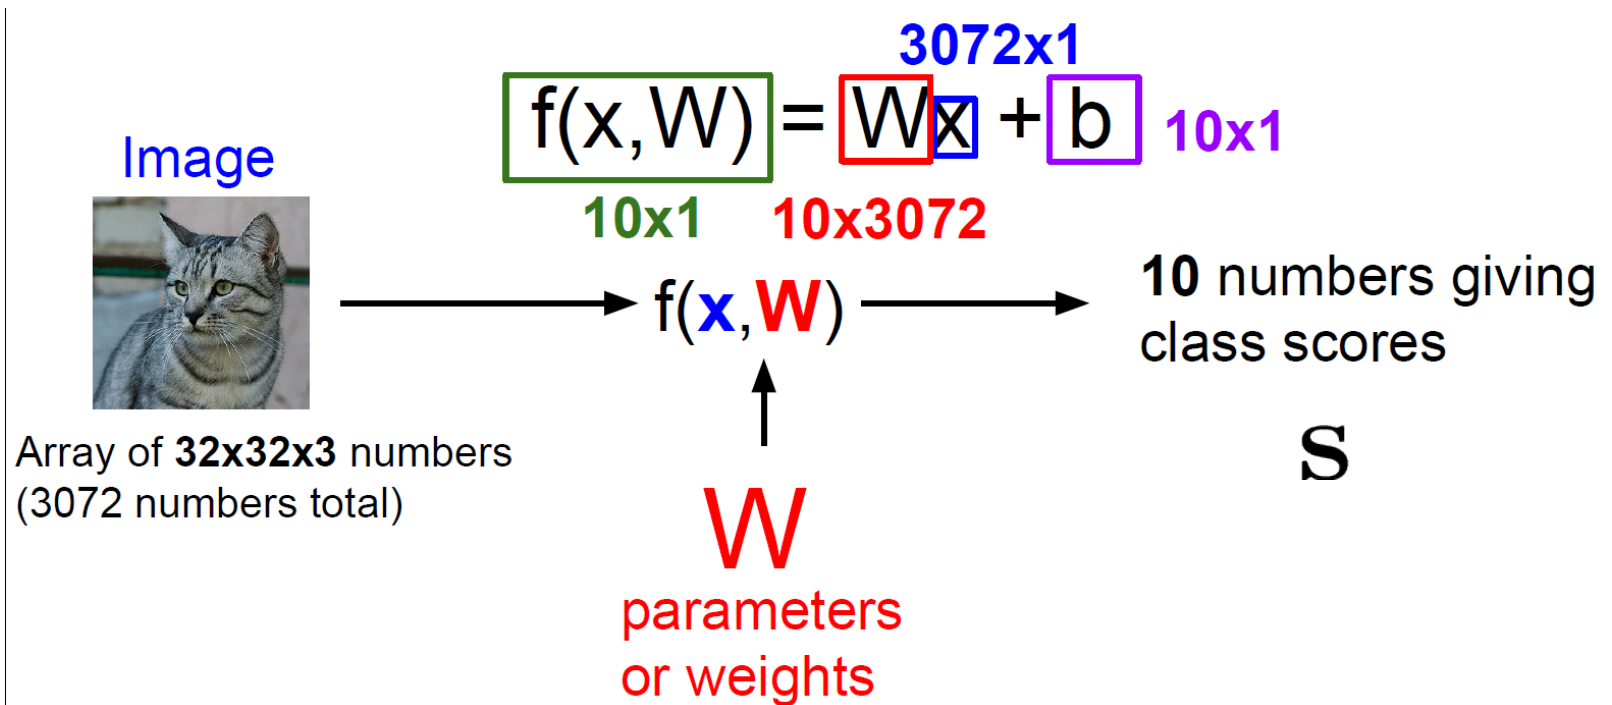 3072x1
f(x,W) = Wx + b 10x1
10x1 10x3072
Image
f(x,W)
10 numbers giving
class scores
S
Array of 32x32x3 numbers
(3072 numbers total)
W
parameters
or weights